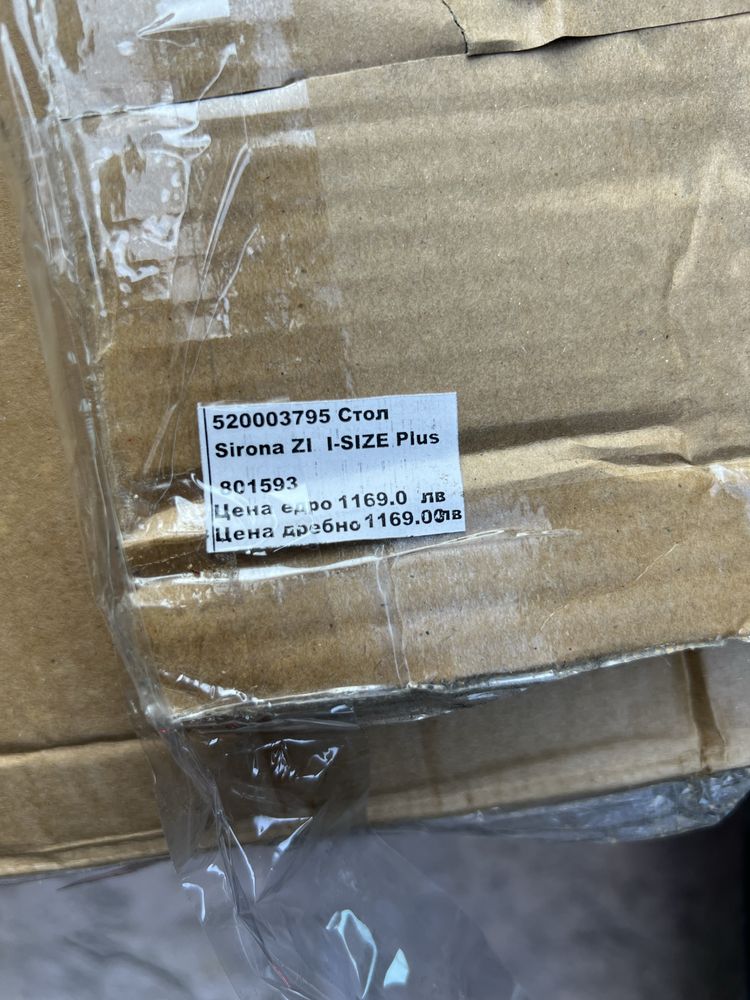 520003795 Стол
Sirona ZI I-SIZE Plus
801593
Цена едро 1169.0 лв
Цена дребно 1169.00лв